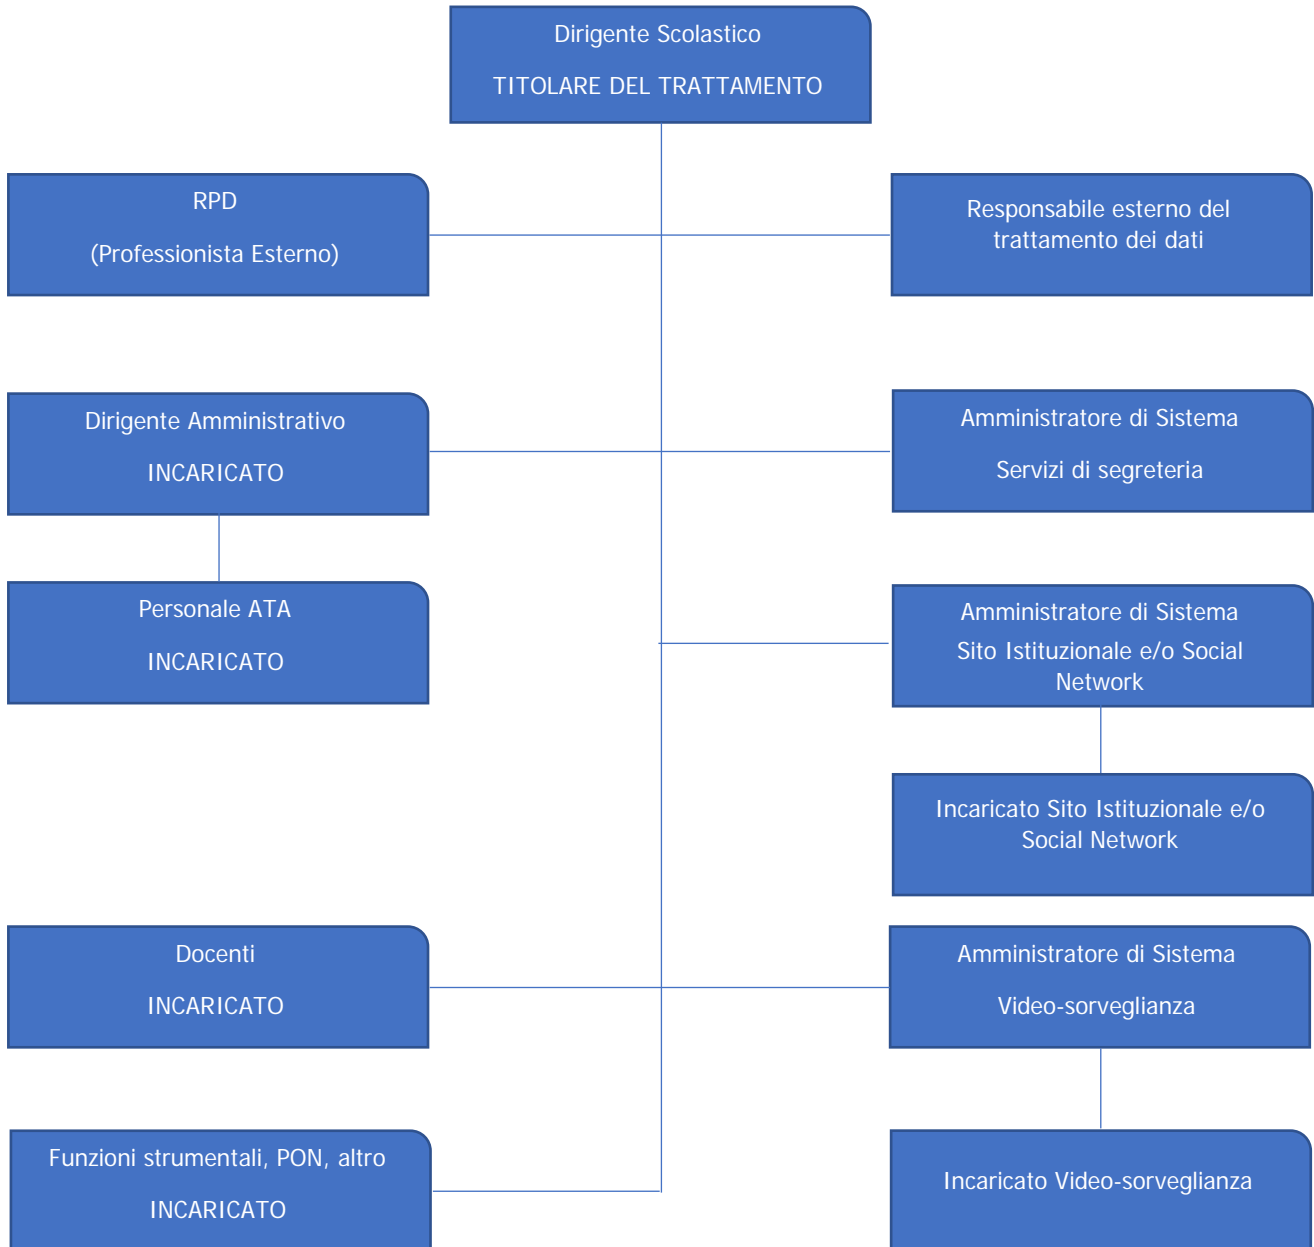 Dirigente Scolastico
TITOLARE DEL TRATTAMENTO
RPD
(Professionista Esterno)
Responsabile esterno del
trattamento dei dati
Dirigente Amministrativo
INCARICATO
Amministratore di Sistema
Servizi di segreteria
Personale ATA
INCARICATO
Amministratore di Sistema
Sito Istituzionale e/o Social
Network
Incaricato Sito Istituzionale e/o
Social Network
Docenti
INCARICATO
Amministratore di Sistema
Video-sorveglianza
Funzioni strumentali, PON, altro
INCARICATO
Incaricato Video-sorveglianza